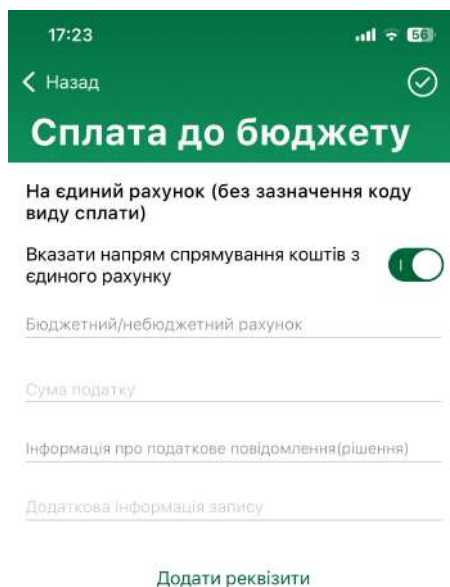 17:23
56
Назад
Сплата до бюджету
На єдиний рахунок (без зазначення коду
виду сплати)
Вказати напрям спрямування коштів з
єдиного рахунку
Бюджетний/небюджетний рахунок
Сума податку
Інформація про податкове повідомлення(рішення)
Додаткова інформація запису
Додати реквізити